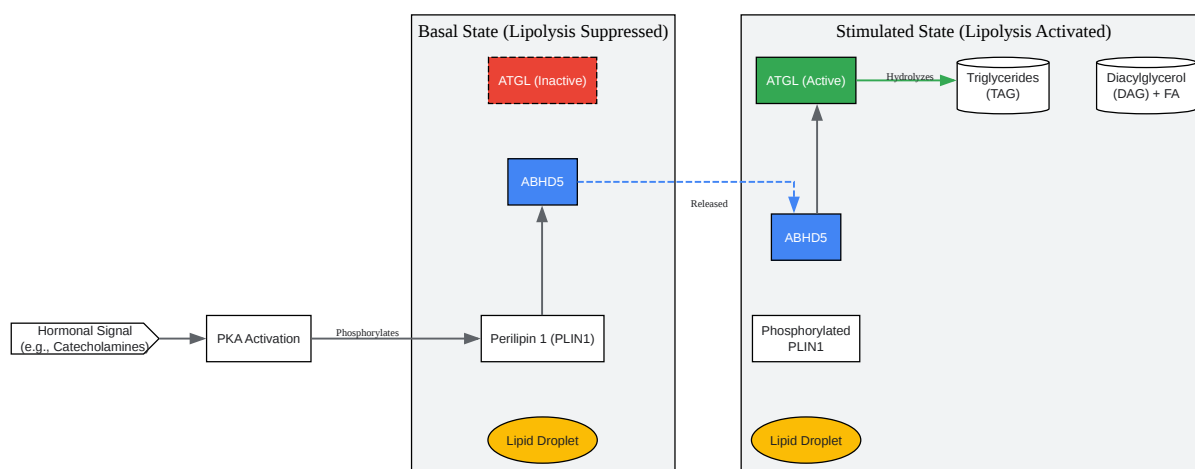 Basal State (Lipolysis Suppressed)
Stimulated State (Lipolysis Activated)
ATGL (Inactive)
ATGL (Active)
Hydrolyzes
Triglycerides
(TAG)
Diacylglycerol
(DAG) + FA
ABHD5
Released
ABHD5
Hormonal Signal
(e.g., Catecholamines)
PKA Activation
Phosphorylates
Perilipin 1 (PLIN1)
Phosphorylated
PLIN1
Lipid Droplet
Lipid Droplet